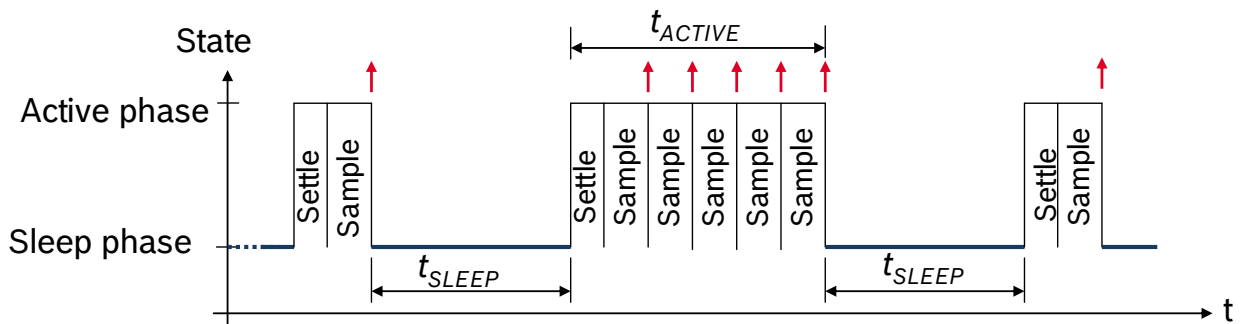 State
t_ACTIVE
Active phase
Settle
Sample
Settle
Sample
Sample
Sample
Sample
Sample
Settle
Sample
Sleep phase
t_SLEEP
t_SLEEP
t